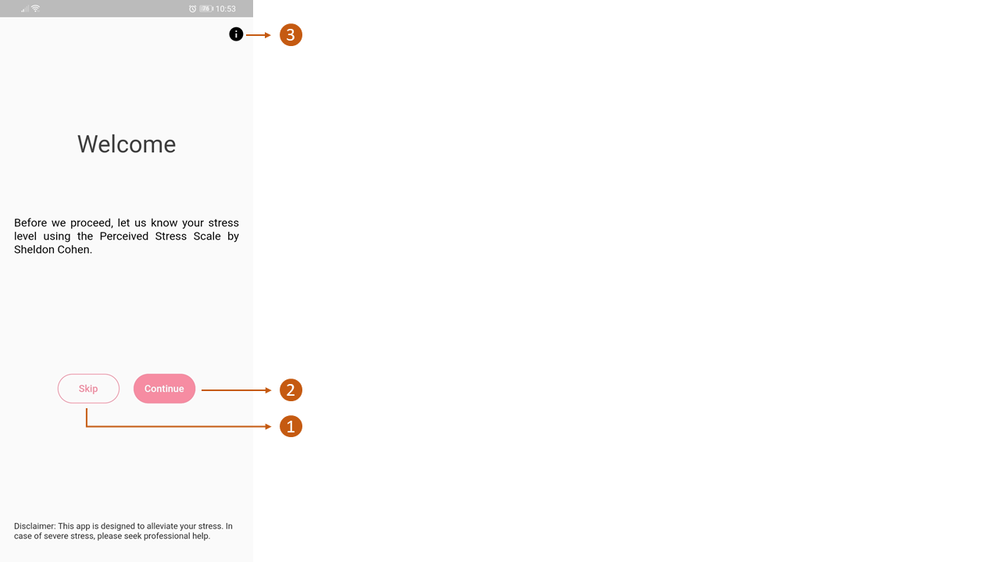 76 10:53
3
Welcome
Before we proceed, let us know your stress
level using the Perceived Stress Scale by
Sheldon Cohen.
Skip Continue
2
1
Disclaimer: This app is designed to alleviate your stress. In
case of severe stress, please seek professional help.